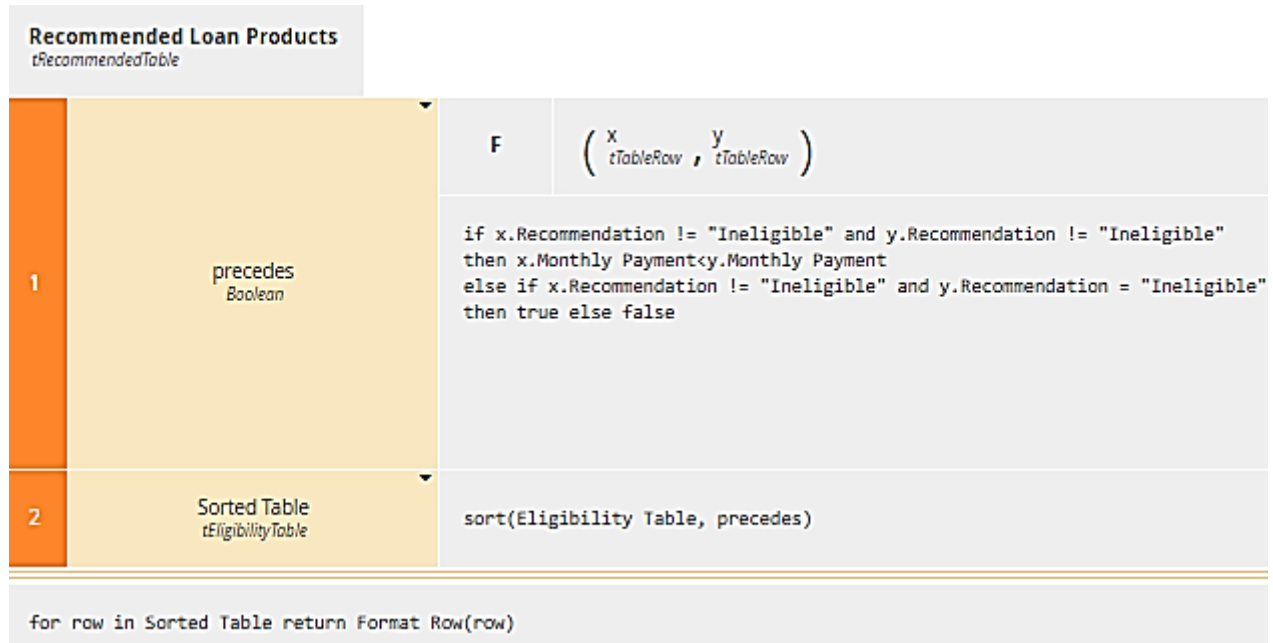 Recommended Loan Products
tRecommendedTable
1
precedes
Boolean
F
( x , y )
tTableRow tTableRow
if x.Recommendation != "Ineligible" and y.Recommendation != "Ineligible"
then x.Monthly Payment<y.Monthly Payment
else if x.Recommendation != "Ineligible" and y.Recommendation = "Ineligible"
then true else false
2
Sorted Table
tEligibilityTable
sort(Eligibility Table, precedes)
for row in Sorted Table return Format Row(row)